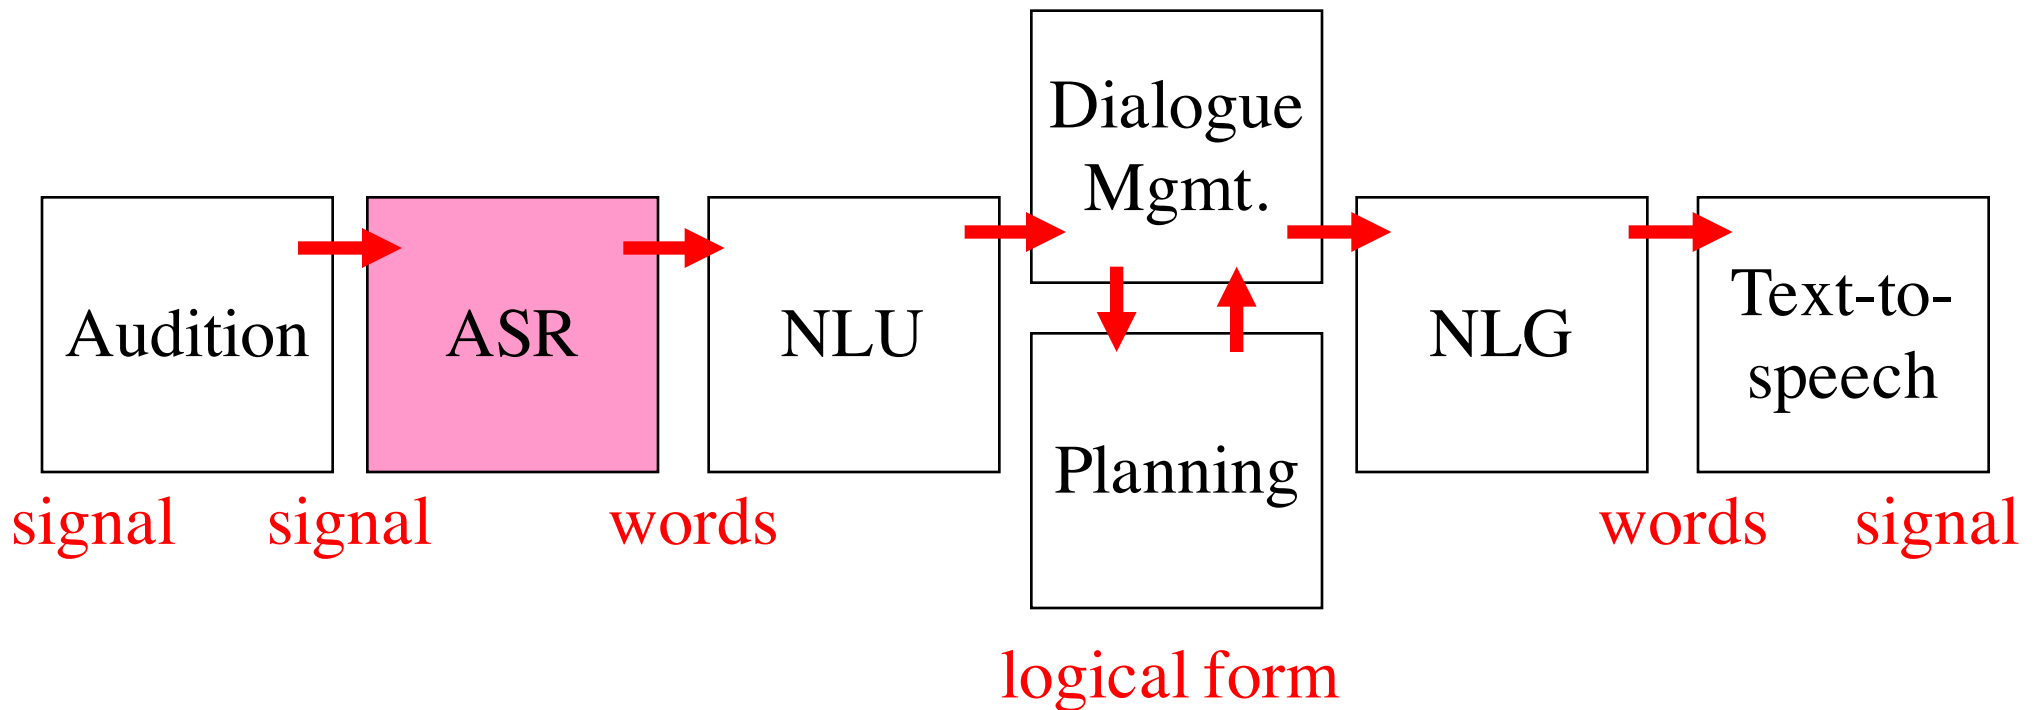 Dialogue
Mgmt.
Audition
ASR
NLU
NLG
Text-to-
speech
Planning
signal
signal
words
words
signal
logical form